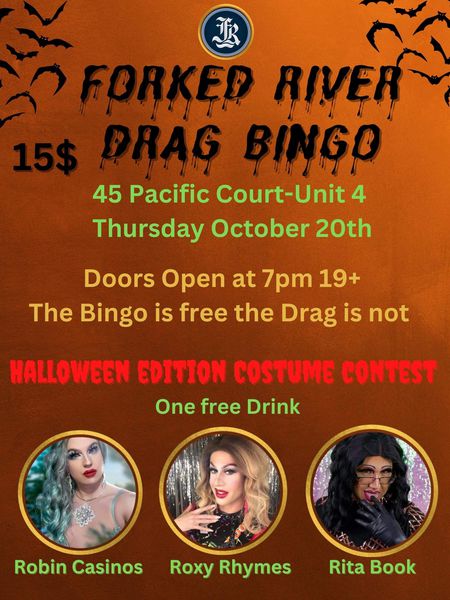 FR
FORKED RIVER
15$ DRAG BINGO
45 Pacific Court-Unit 4
Thursday October 20th
Doors Open at 7pm 19+
The Bingo is free the Drag is not
HALLOWEEN EDITION COSTUME CONTEST
One free Drink
Robin Casinos Roxy Rhymes Rita Book